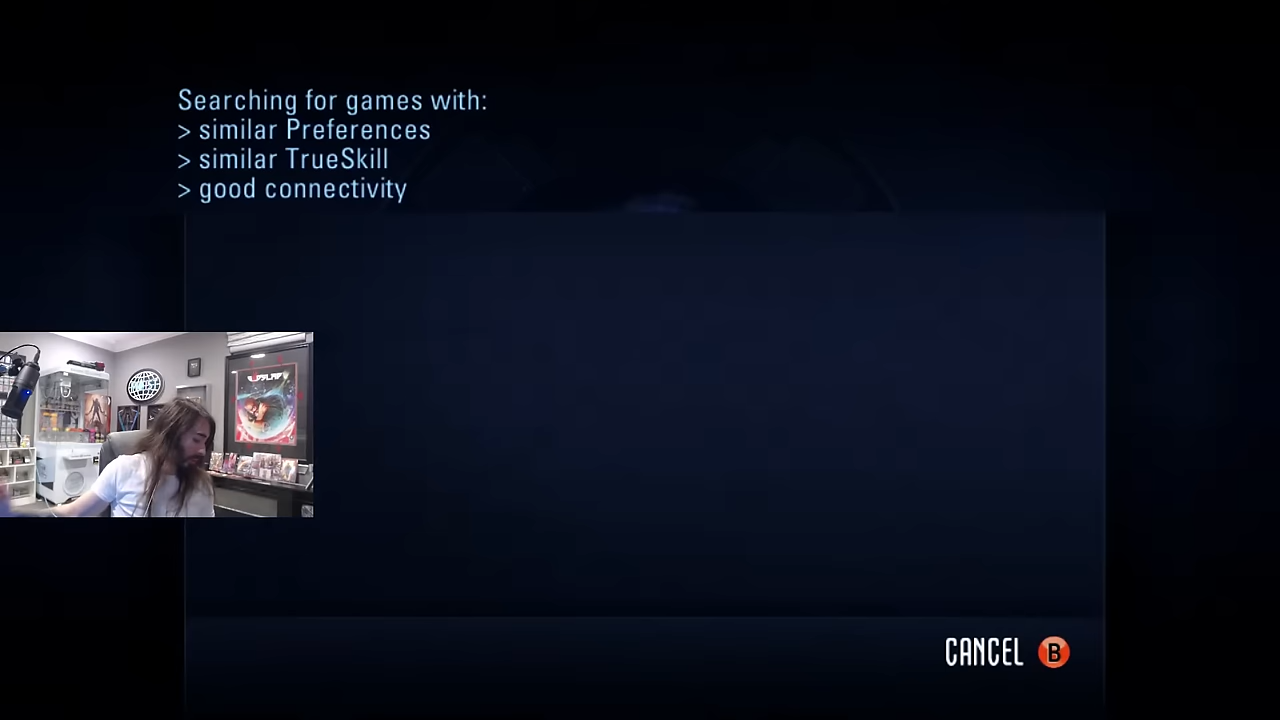 Searching for games with:
> similar Preferences
> similar TrueSkill
> good connectivity
CANCEL B